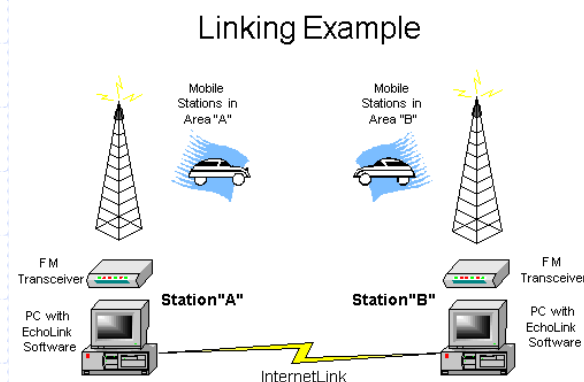 Linking Example
Mobile
Stations in
Area "A"
Mobile
Stations in
Area "B"
FM
Transceiver
Station"A"
PC with
EchoLink
Software
Station"B"
FM
Transceiver
PC with
EchoLink
Software
InternetLink